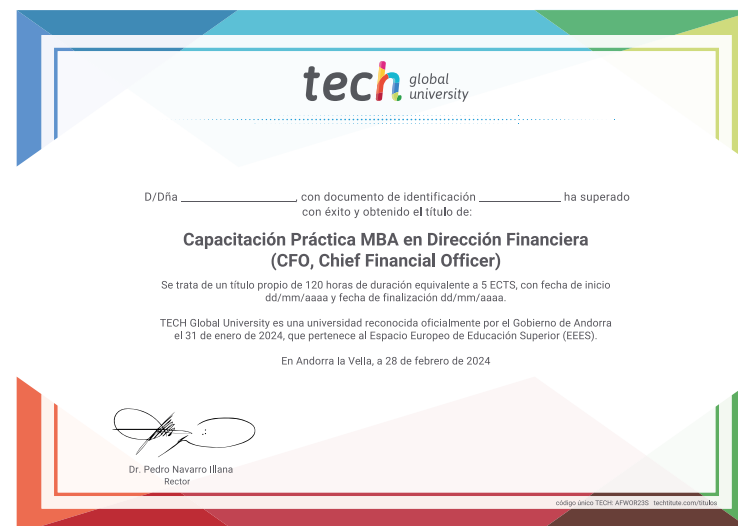 tech global university
D/Dña ______________, con documento de identificación ______________ ha superado
con éxito y obtenido el título de:
Capacitación Práctica MBA en Dirección Financiera
(CFO, Chief Financial Officer)
Se trata de un título propio de 120 horas de duración equivalente a 5 ECTS, con fecha de inicio
dd/mm/aaaa y fecha de finalización dd/mm/aaaa.
TECH Global University es una universidad reconocida oficialmente por el Gobierno de Andorra
el 31 de enero de 2024, que pertenece al Espacio Europeo de Educación Superior (EEES).
En Andorra la Vella, a 28 de febrero de 2024
Dr. Pedro Navarro Illana
Rector
código único TECH: AFWOR23S techtitute.com/titulos